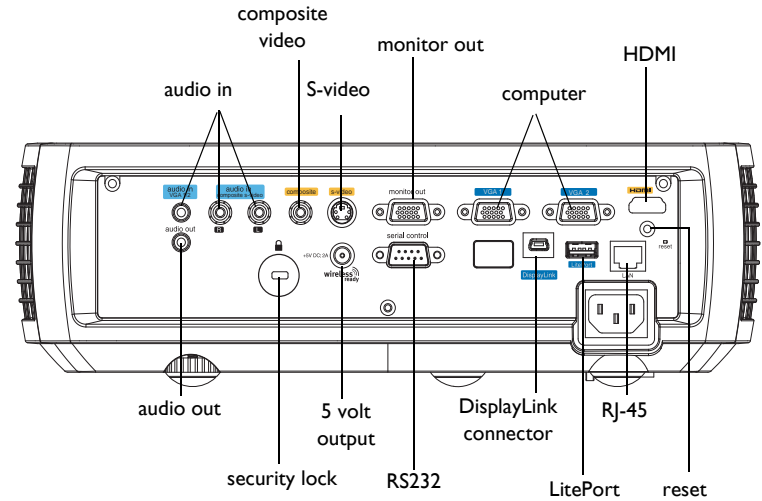 composite
video
monitor out
HDMI
audio in
S-video
computer
audio in
VGA 1/2
audio in
composite s-video
composite
s-video
monitor out
VGA 1
VGA 2
HDMI
audio out
R
L
serial control
reset
+5V DC, 2A
wireless
ready
DisplayLink
LitePort
LAN
audio out
5 volt
output
DisplayLink
connector
RJ-45
security lock
RS232
LitePort
reset